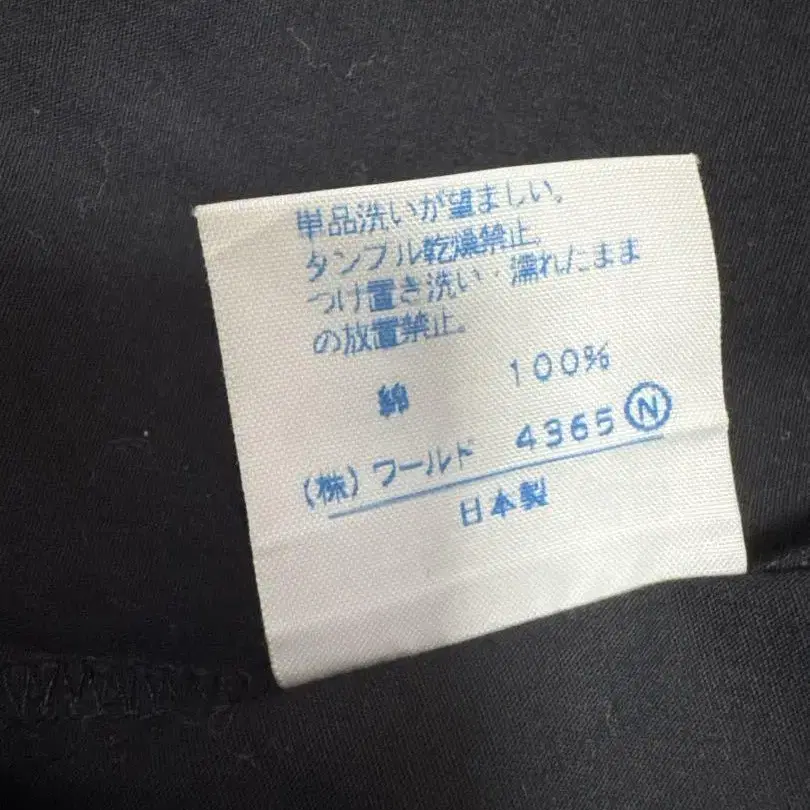 単品洗いが望ましい。
タンブル乾燥禁止。
つけ置き洗い・濡れたまま
の放置禁止。
綿 100%
(株)ワールド 4365 Ⓝ
日本製